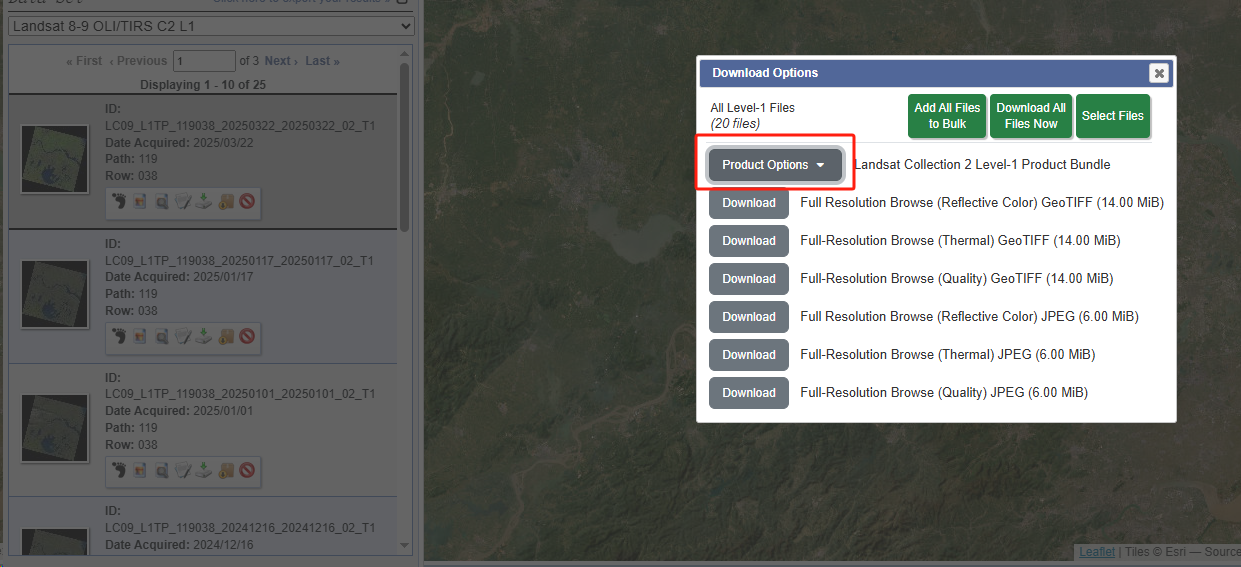 Data Set
Click here to export your results »
Landsat 8-9 OLI/TIRS C2 L1
« First ‹ Previous 1 of 3 Next › Last »
Displaying 1 - 10 of 25
ID:
LC09_L1TP_119038_20250322_20250322_02_T1
Date Acquired: 2025/03/22
Path: 119
Row: 038
ID:
LC09_L1TP_119038_20250117_20250117_02_T1
Date Acquired: 2025/01/17
Path: 119
Row: 038
ID:
LC09_L1TP_119038_20250101_20250101_02_T1
Date Acquired: 2025/01/01
Path: 119
Row: 038
ID:
LC09_L1TP_119038_20241216_20241216_02_T1
Date Acquired: 2024/12/16
Download Options
All Level-1 Files
(20 files)
Add All Files
to Bulk
Download All
Files Now
Select Files
Product Options Landsat Collection 2 Level-1 Product Bundle
Download Full Resolution Browse (Reflective Color) GeoTIFF (14.00 MiB)
Download Full-Resolution Browse (Thermal) GeoTIFF (14.00 MiB)
Download Full-Resolution Browse (Quality) GeoTIFF (14.00 MiB)
Download Full Resolution Browse (Reflective Color) JPEG (6.00 MiB)
Download Full-Resolution Browse (Thermal) JPEG (6.00 MiB)
Download Full-Resolution Browse (Quality) JPEG (6.00 MiB)
Leaflet | Tiles © Esri — Source